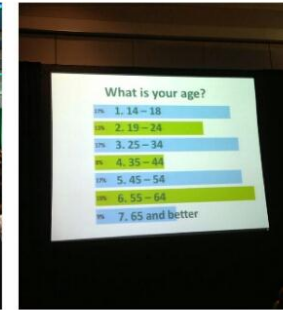 What is your age?
1. 14 – 18
2. 19 – 24
3. 25 – 34
4. 35 – 44
5. 45 – 54
6. 55 – 64
7. 65 and better